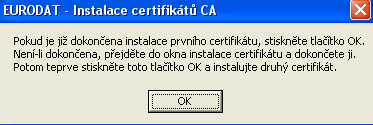 EURODAT - Instalace certifikátů CA
Pokud je již dokončena instalace prvního certifikátu, stiskněte tlačítko OK.
Není-li dokončena, přejděte do okna instalace certifikátu a dokončete ji.
Potom teprve stiskněte toto tlačítko OK a instalujte druhý certifikát.
OK